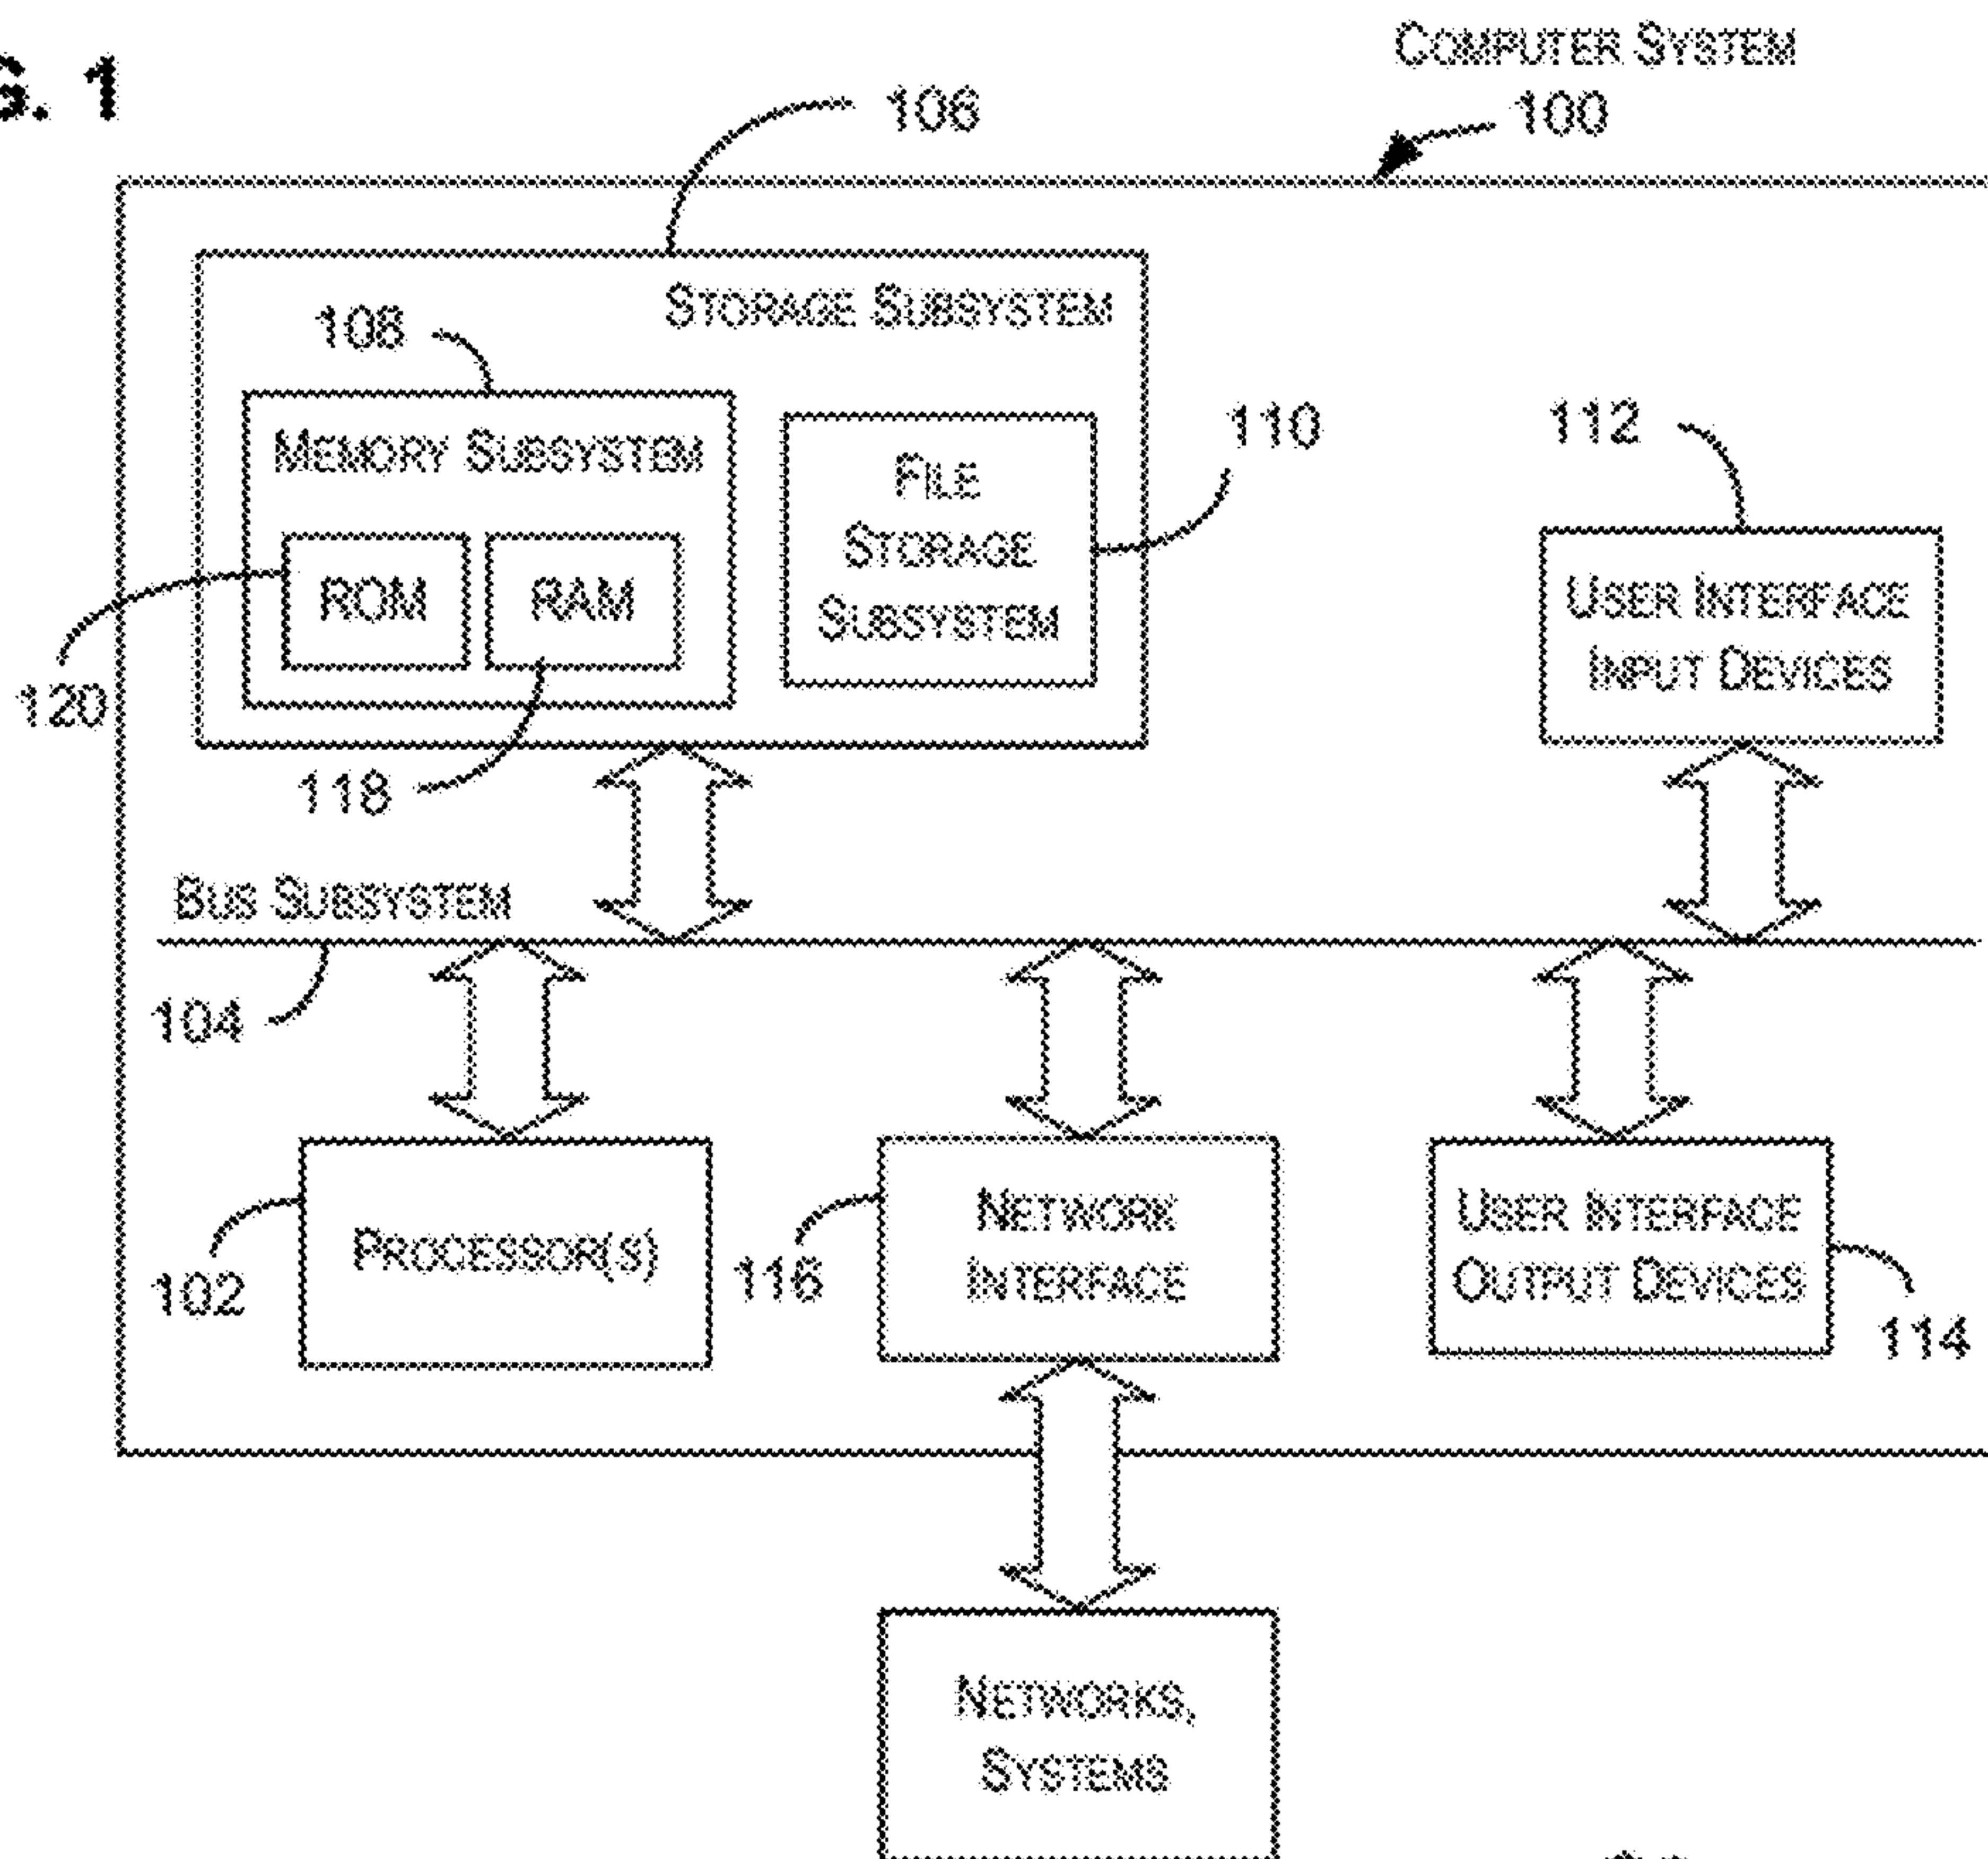 G. 1
COMPUTER SYSTEM
100
106
STORAGE SUBSYSTEM
108
MEMORY SUBSYSTEM
ROM
RAM
FILE
STORAGE
SUBSYSTEM
110
112
USER INTERFACE
INPUT DEVICES
120
118
BUS SUBSYSTEM
104
PROCESSOR(S)
102
NETWORK
INTERFACE
116
USER INTERFACE
OUTPUT DEVICES
114
NETWORKS,
SYSTEMS